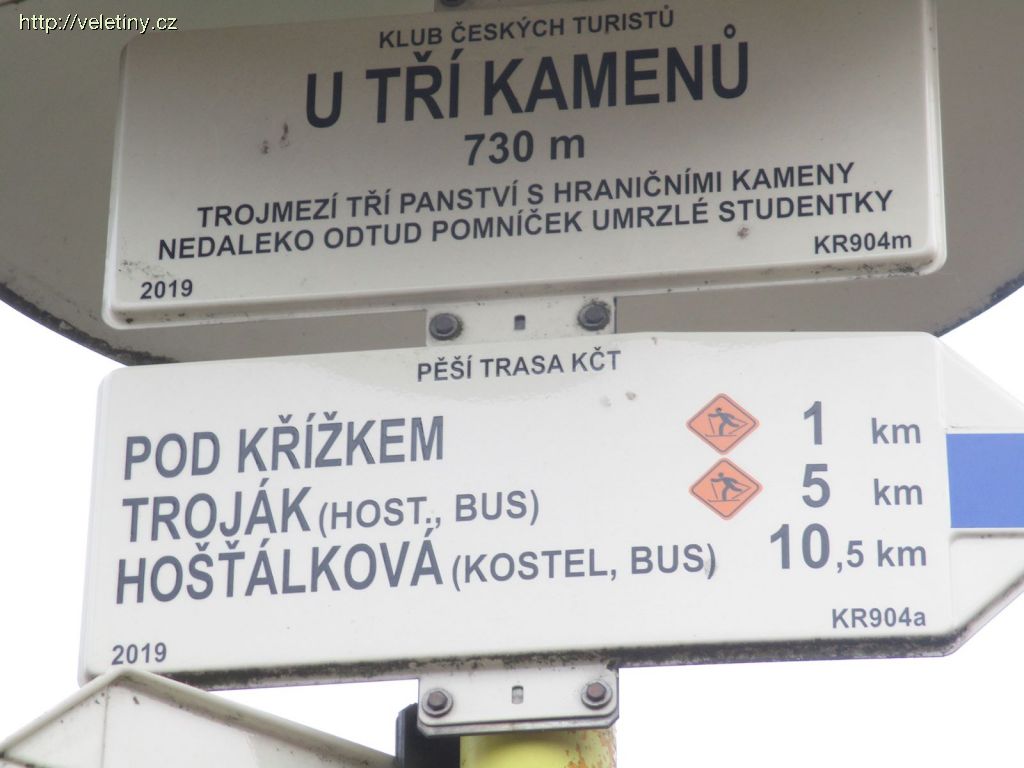 http://veletiny.cz
KLUB ČESKÝCH TURISTŮ
U TŘÍ KAMENŮ
730 m
TROJMEZÍ TŘÍ PANSTVÍ S HRANIČNÍMI KAMENY
NEDALEKO ODTUD POMNÍČEK UMRZLÉ STUDENTKY
2019 KR904m
PĚŠÍ TRASA KČT
POD KŘÍŽKEM 1 km
TROJÁK (HOST., BUS) 5 km
HOŠŤÁLKOVÁ (KOSTEL, BUS) 10,5 km
2019 KR904a